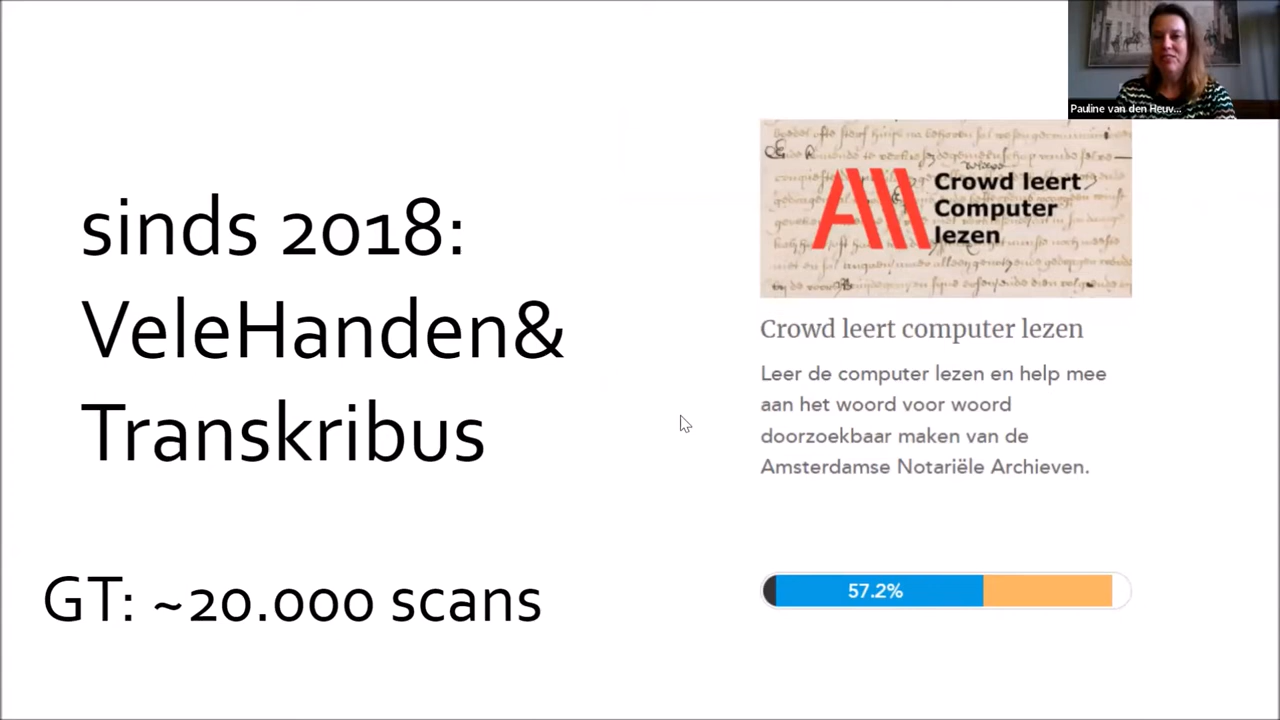 sinds 2018:
VeleHanden&
Transkribus
GT: ~20.000 scans
Pauline van den Heuv...
Crowd leert
Computer
lezen
Crowd leert computer lezen
Leer de computer lezen en help mee
aan het woord voor woord
doorzoekbaar maken van de
Amsterdamse Notariële Archieven.
57.2%